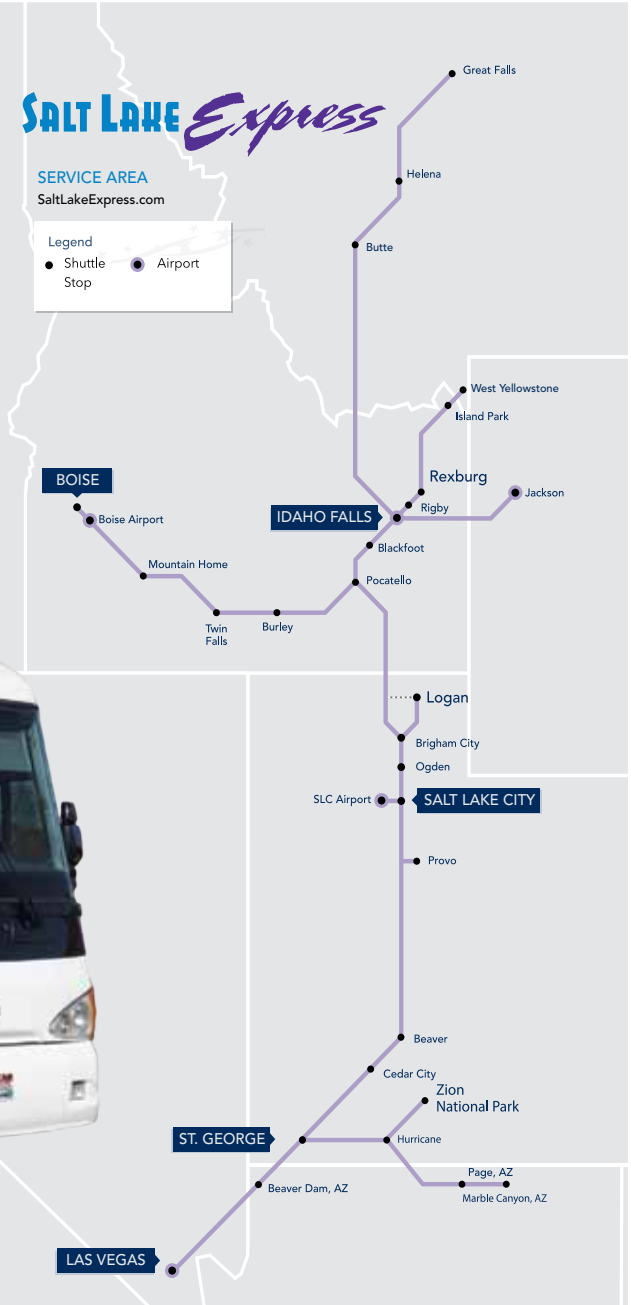 Great Falls
SALT LAKE Express
Helena
SERVICE AREA
SaltLakeExpress.com
Legend
Shuttle
Stop
Airport
Butte
West Yellowstone
Island Park
BOISE
Rexburg
Jackson
Rigby
IDAHO FALLS
Boise Airport
Blackfoot
Mountain Home
Pocatello
Twin
Falls
Burley
Logan
Brigham City
Ogden
SLC Airport
SALT LAKE CITY
Provo
Beaver
Cedar City
Zion
National Park
ST. GEORGE
Hurricane
Page, AZ
Beaver Dam, AZ
Marble Canyon, AZ
LAS VEGAS